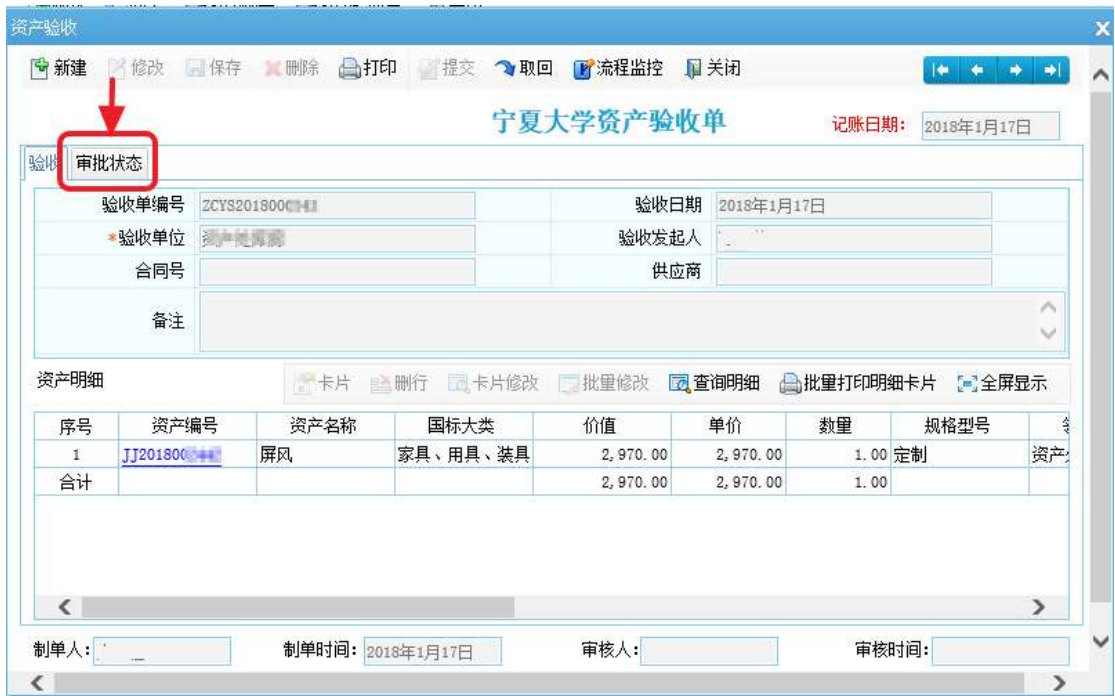 资产验收
新建 修改 保存 删除 打印 提交 取回 流程监控 关闭
宁夏大学资产验收单 记账日期: 2018年1月17日
验收 审批状态
验收单编号 ZCYS201800 验收日期 2018年1月17日
*验收单位 验收发起人
合同号 供应商
备注
资产明细 卡片 删行 卡片修改 批量修改 查询明细 批量打印明细卡片 全屏显示
序号 资产编号 资产名称 国标大类 价值 单价 数量 规格型号
1 JJ201800 屏风 家具、用具、装具 2,970.00 2,970.00 1.00 定制 资产
合计 2,970.00 2,970.00 1.00
制单人: 制单时间: 2018年1月17日 审核人: 审核时间: